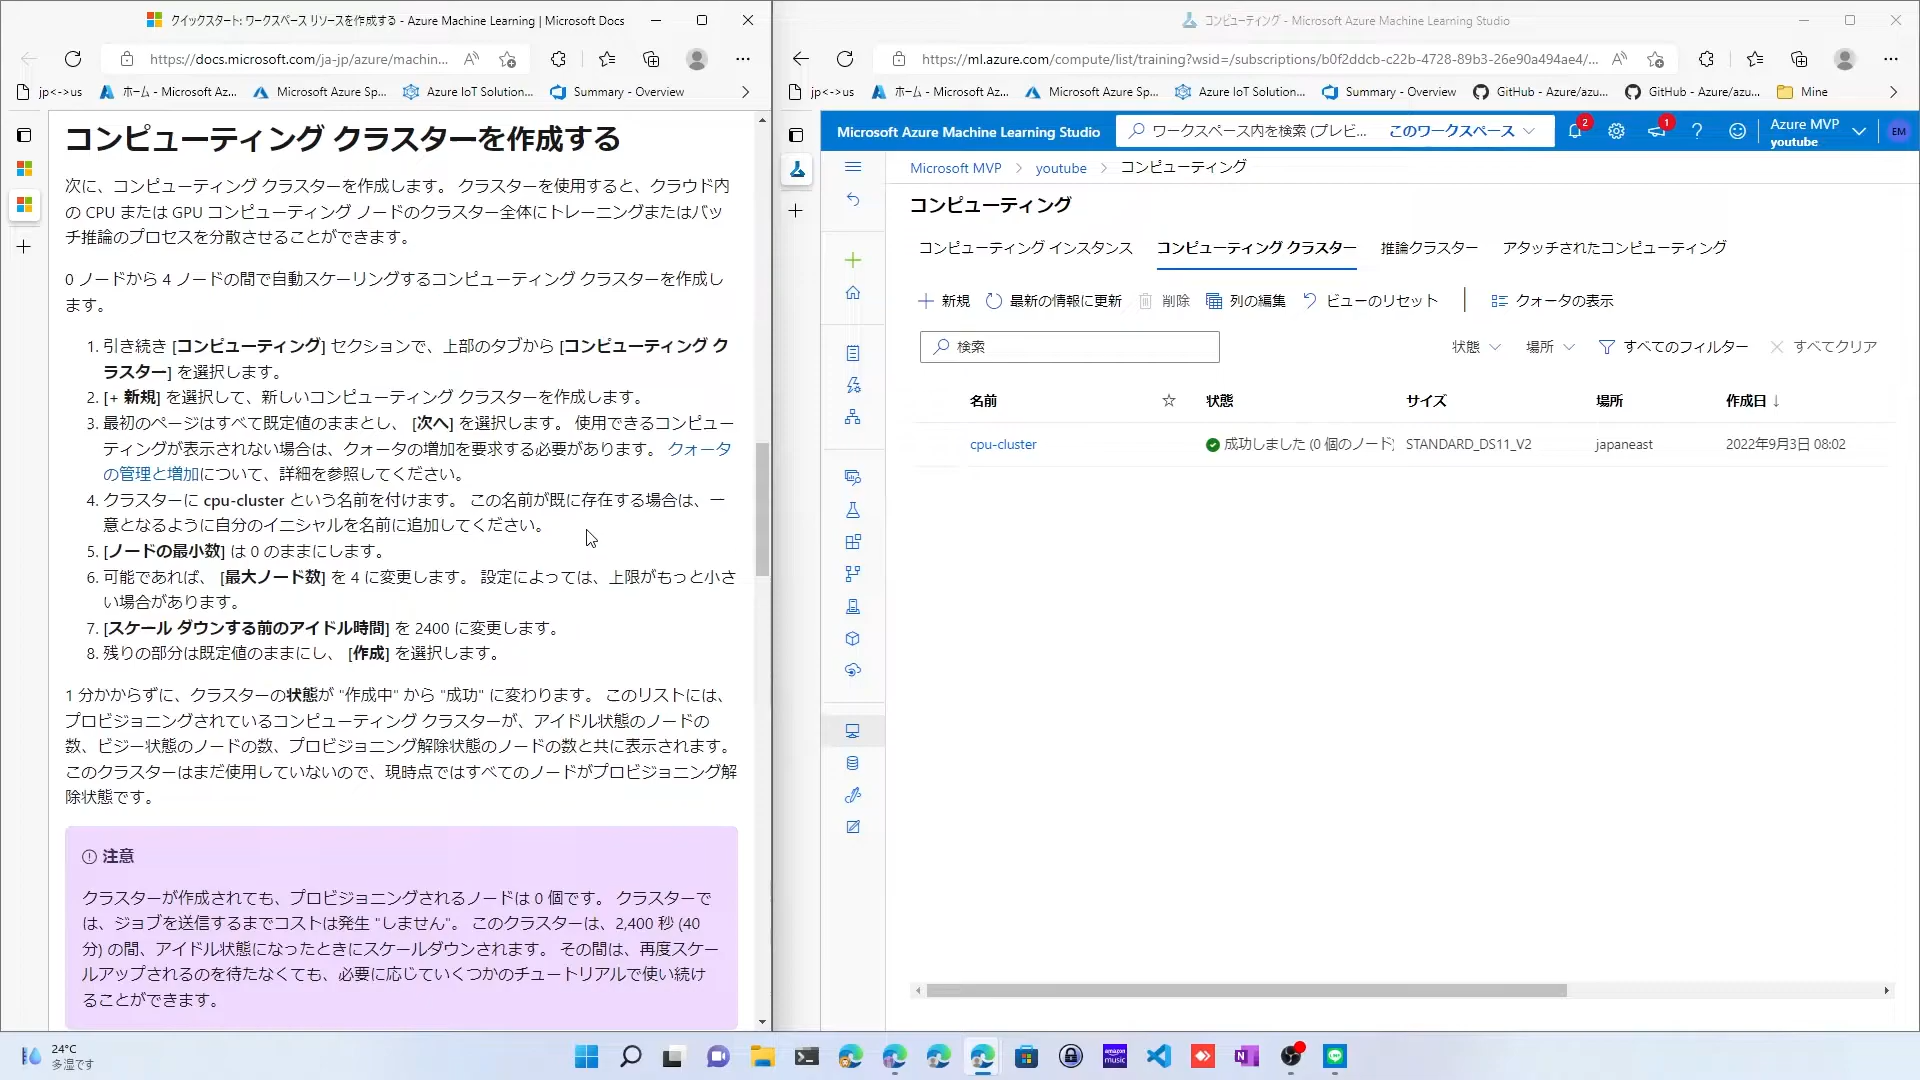 クイックスタート: ワークスペース リソースを作成する - Azure Machine Learning | Microsoft Docs
https://docs.microsoft.com/ja-jp/azure/machin...
jp<->us
ホーム - Microsoft Az...
Microsoft Azure Sp...
Azure IoT Solution...
Summary - Overview
コンピューティング クラスターを作成する
次に、コンピューティング クラスターを作成します。 クラスターを使用すると、クラウド内
の CPU または GPU コンピューティング ノードのクラスター全体にトレーニングまたはバッ
チ推論のプロセスを分散させることができます。
0 ノードから 4 ノードの間で自動スケーリングするコンピューティング クラスターを作成し
ます。
1. 引き続き [コンピューティング] セクションで、上部のタブから [コンピューティング ク
ラスター] を選択します。
2. [+ 新規] を選択して、新しいコンピューティング クラスターを作成します。
3. 最初のページはすべて既定値のままとし、 [次へ] を選択します。 使用できるコンピュー
ティングが表示されない場合は、クォータの増加を要求する必要があります。 クォータ
の管理と増加について、詳細を参照してください。
4. クラスターに cpu-cluster という名前を付けます。 この名前が既に存在する場合は、一
意となるように自分のイニシャルを名前に追加してください。
5. [ノードの最小数] は 0 のままにします。
6. 可能であれば、 [最大ノード数] を 4 に変更します。 設定によっては、上限がもっと小さ
い場合があります。
7. [スケール ダウンする前のアイドル時間] を 2400 に変更します。
8. 残りの部分は既定値のままにし、 [作成] を選択します。
1 分かからずに、クラスターの状態が "作成中" から "成功" に変わります。 このリストには、
プロビジョニングされているコンピューティング クラスターが、アイドル状態のノードの
数、ビジー状態のノードの数、プロビジョニング解除状態のノードの数と共に表示されます。
このクラスターはまだ使用していないので、現時点ではすべてのノードがプロビジョニング解
除状態です。
注意
クラスターが作成されても、プロビジョニングされるノードは 0 個です。 クラスターで
は、ジョブを送信するまでコストは発生 "しません"。 このクラスターは、2,400 秒 (40
分) の間、アイドル状態になったときにスケールダウンされます。 その間は、再度スケー
ルアップされるのを待たなくても、必要に応じていくつかのチュートリアルで使い続け
ることができます。
コンピューティング - Microsoft Azure Machine Learning Studio
https://ml.azure.com/compute/list/training?wsid=/subscriptions/b0f2ddcb-c22b-4728-89b3-26e90a494ae4/...
jp<->us
ホーム - Microsoft Az...
Microsoft Azure Sp...
Azure IoT Solution...
Summary - Overview
GitHub - Azure/azu...
GitHub - Azure/azu...
Mine
Microsoft Azure Machine Learning Studio
ワークスペース内を検索 (プレビ...
このワークスペース
2
1
Azure MVP
youtube
EM
Microsoft MVP
youtube
コンピューティング
コンピューティング
コンピューティング インスタンス
コンピューティング クラスター
推論クラスター
アタッチされたコンピューティング
新規
最新の情報に更新
削除
列の編集
ビューのリセット
クォータの表示
検索
状態
場所
すべてのフィルター
すべてクリア
名前
状態
サイズ
場所
作成日 ↓
cpu-cluster
成功しました (0 個のノード)
STANDARD_DS11_V2
japaneast
2022年9月3日 08:02
24°C
多湿です
amazon
music